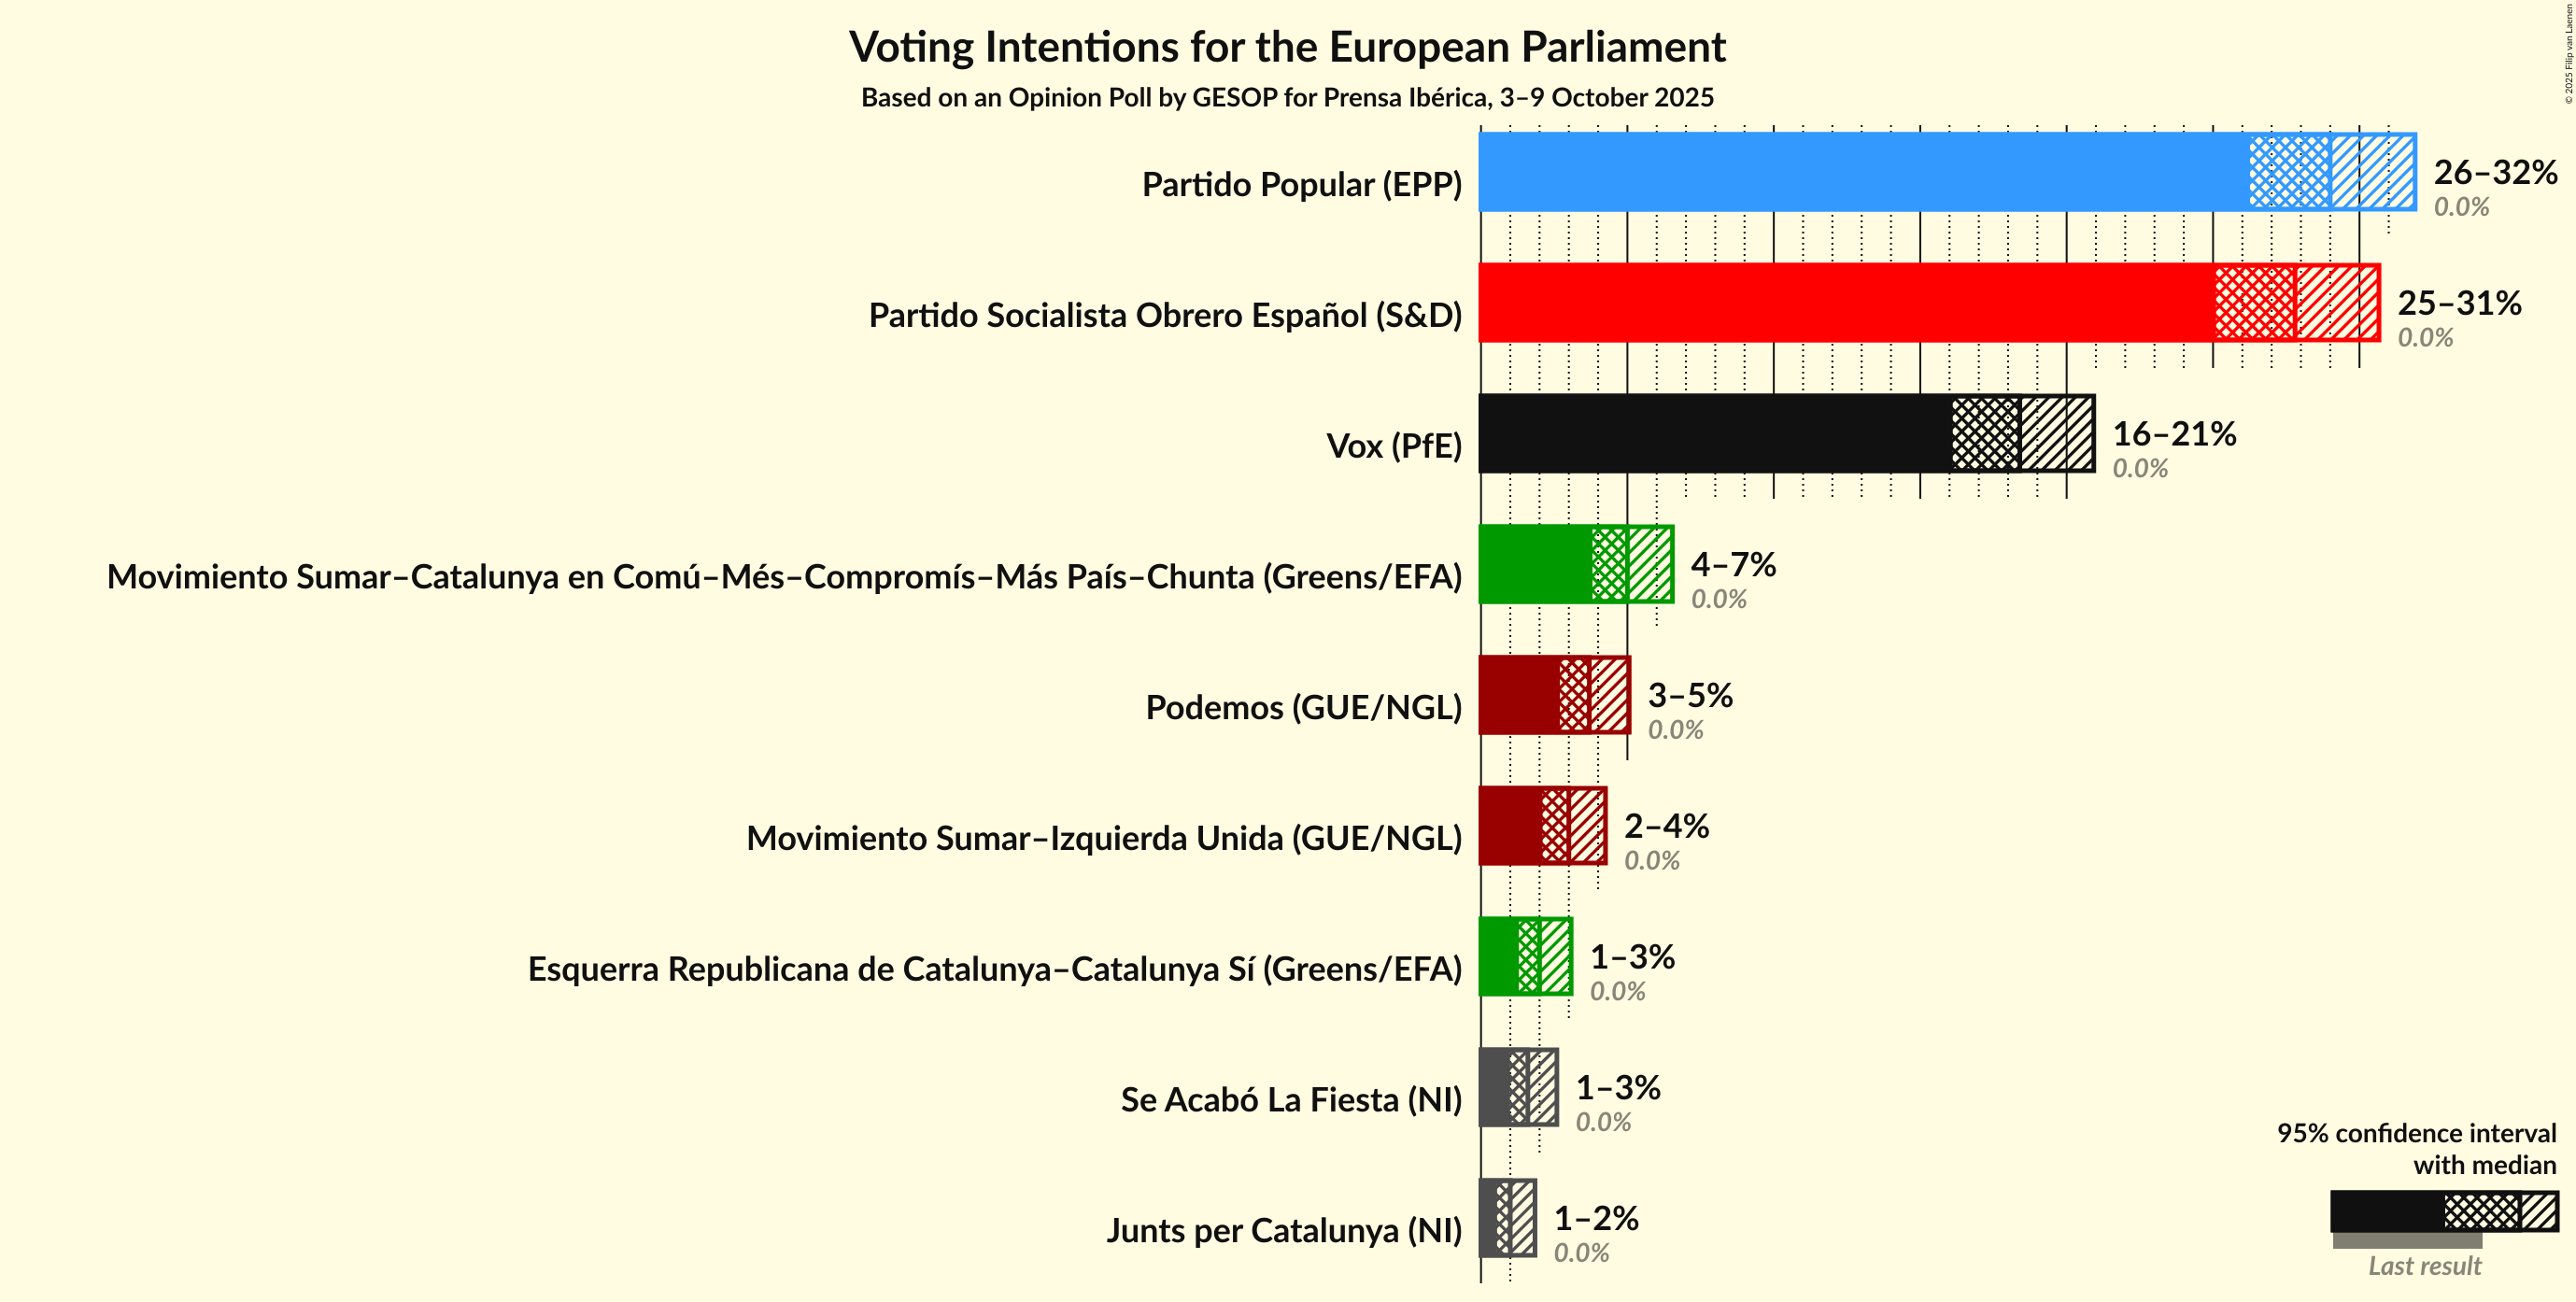 Voting Intentions for the European Parliament
Based on an Opinion Poll by GESOP for Prensa Ibérica, 3–9 October 2025
© 2025 Filip van Laenen
Partido Popular (EPP)
26–32%
0.0%
Partido Socialista Obrero Español (S&D)
25–31%
0.0%
Vox (PfE)
16–21%
0.0%
Movimiento Sumar–Catalunya en Comú–Més–Compromís–Más País–Chunta (Greens/EFA)
4–7%
0.0%
Podemos (GUE/NGL)
3–5%
0.0%
Movimiento Sumar–Izquierda Unida (GUE/NGL)
2–4%
0.0%
Esquerra Republicana de Catalunya–Catalunya Sí (Greens/EFA)
1–3%
0.0%
Se Acabó La Fiesta (NI)
1–3%
0.0%
Junts per Catalunya (NI)
1–2%
0.0%
95% confidence interval
with median
Last result